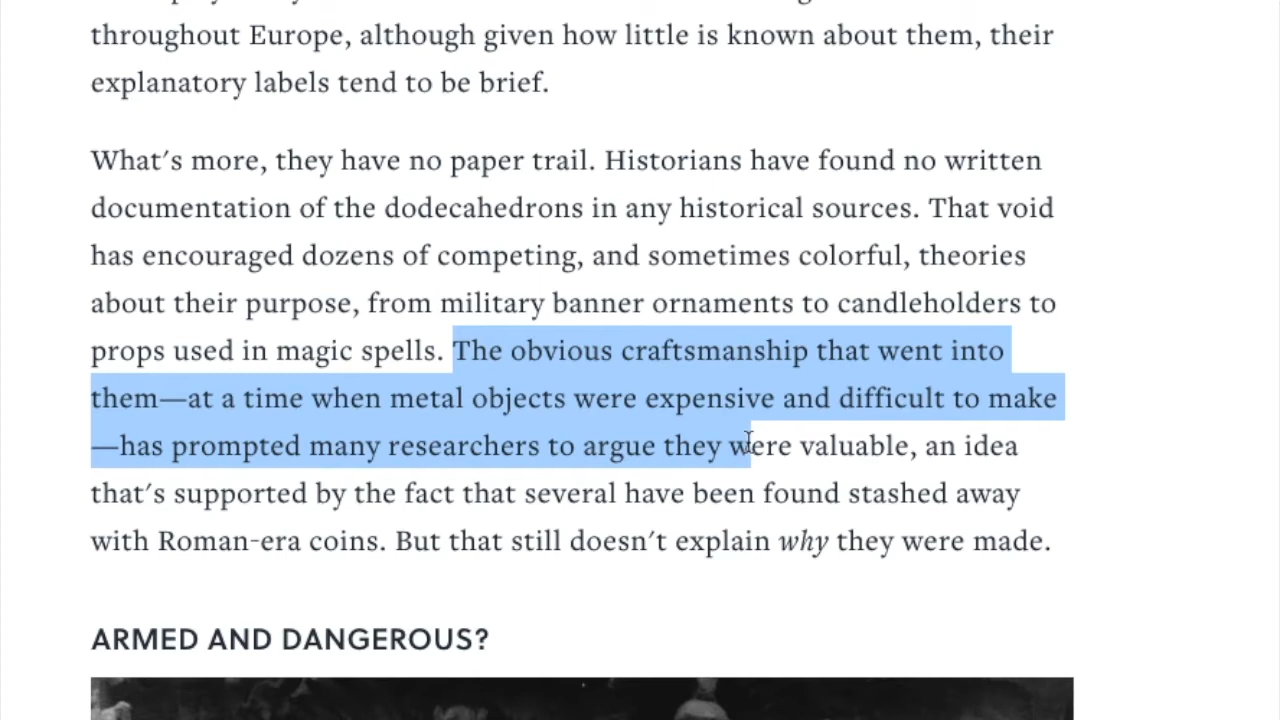 throughout Europe, although given how little is known about them, their
explanatory labels tend to be brief.
What's more, they have no paper trail. Historians have found no written
documentation of the dodecahedrons in any historical sources. That void
has encouraged dozens of competing, and sometimes colorful, theories
about their purpose, from military banner ornaments to candleholders to
props used in magic spells. The obvious craftsmanship that went into
them—at a time when metal objects were expensive and difficult to make
—has prompted many researchers to argue they were valuable, an idea
that's supported by the fact that several have been found stashed away
with Roman-era coins. But that still doesn't explain why they were made.
ARMED AND DANGEROUS?